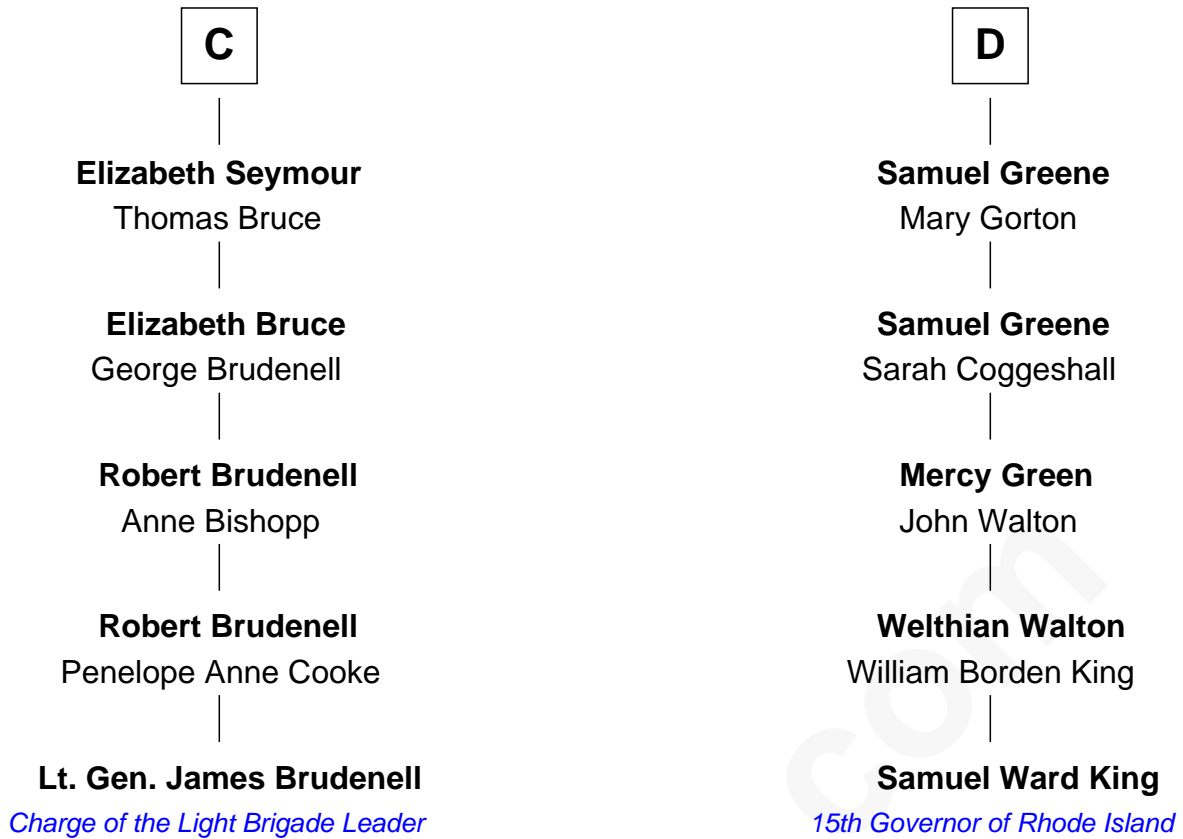 C
Elizabeth Seymour
Thomas Bruce
Elizabeth Bruce
George Brudenell
Robert Brudenell
Anne Bishopp
Robert Brudenell
Penelope Anne Cooke
Lt. Gen. James Brudenell
Charge of the Light Brigade Leader
D
Samuel Greene
Mary Gorton
Samuel Greene
Sarah Coggeshall
Mercy Green
John Walton
Welthian Walton
William Borden King
Samuel Ward King
15th Governor of Rhode Island
com